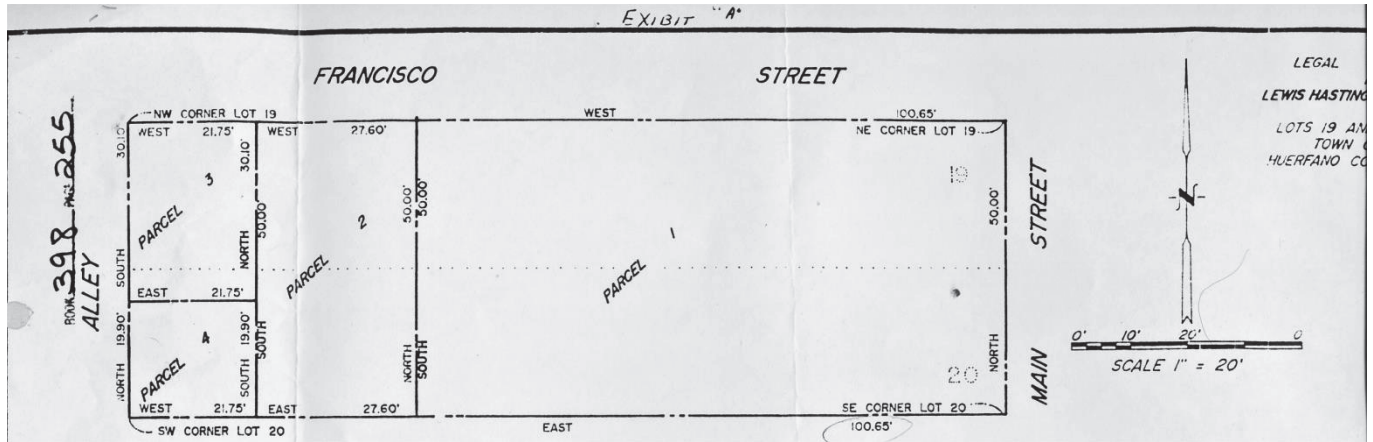 EXHIBIT "A"
FRANCISCO STREET
LEGAL
LEWIS HASTING
LOTS 19 AN
TOWN
HUERFANO CO
BOOK 398 PAGE 255
ALLEY
NW CORNER LOT 19
WEST 21.75'
WEST 27.60'
WEST 100.65'
NE CORNER LOT 19
30.10'
SOUTH
PARCEL 3
30.10'
NORTH
50.00'
SOUTH
PARCEL 2
50.00'
NORTH
50.00'
SOUTH
PARCEL 1
19
20
50.00'
NORTH
MAIN STREET
EAST 21.75'
19.90'
NORTH
PARCEL 4
19.90'
SOUTH
WEST 21.75'
EAST 27.60'
EAST 100.65'
SW CORNER LOT 20
SE CORNER LOT 20
N
0' 10' 20' 0
SCALE 1" = 20'